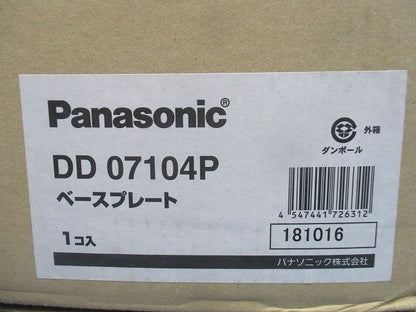 Panasonic®
DD 07104P
ベースプレート
1コ入
外箱
ダンボール
4 547441 726312
181016
パナソニック株式会社